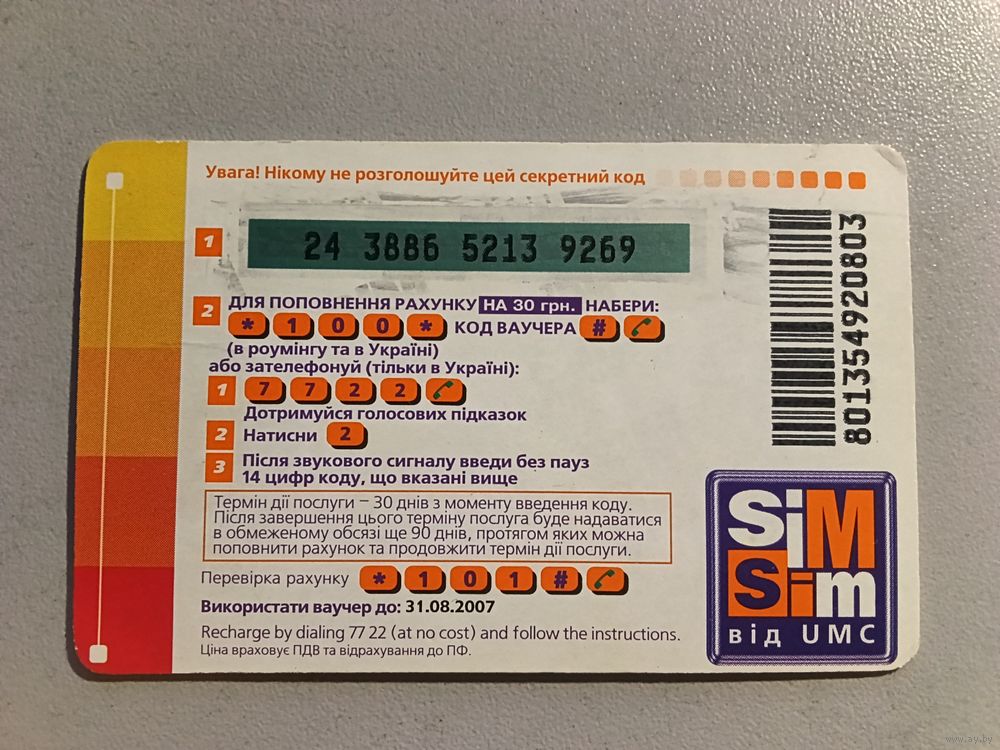 Увага! Нікому не розголошуйте цей секретний код
1 24 3886 5213 9269
2 ДЛЯ ПОПОВНЕННЯ РАХУНКУ НА 30 грн. НАБЕРИ:
* 1 0 0 * КОД ВАУЧЕРА #
(в роумінгу та в Україні)
або зателефонуй (тільки в Україні):
1 7 7 2 2
Дотримуйся голосових підказок
2 Натисни 2
3 Після звукового сигналу введи без пауз
14 цифр коду, що вказані вище
Термін дії послуги – 30 днів з моменту введення коду.
Після завершення цього терміну послуга буде надаватися
в обмеженому обсязі ще 90 днів, протягом яких можна
поповнити рахунок та продовжити термін дії послуги.
Перевірка рахунку * 1 0 1 #
Використати ваучер до: 31.08.2007
Recharge by dialing 77 22 (at no cost) and follow the instructions.
Ціна враховує ПДВ та відрахування до ПФ.
801354920803
SiM
Sim
від UMC
www.ay.by